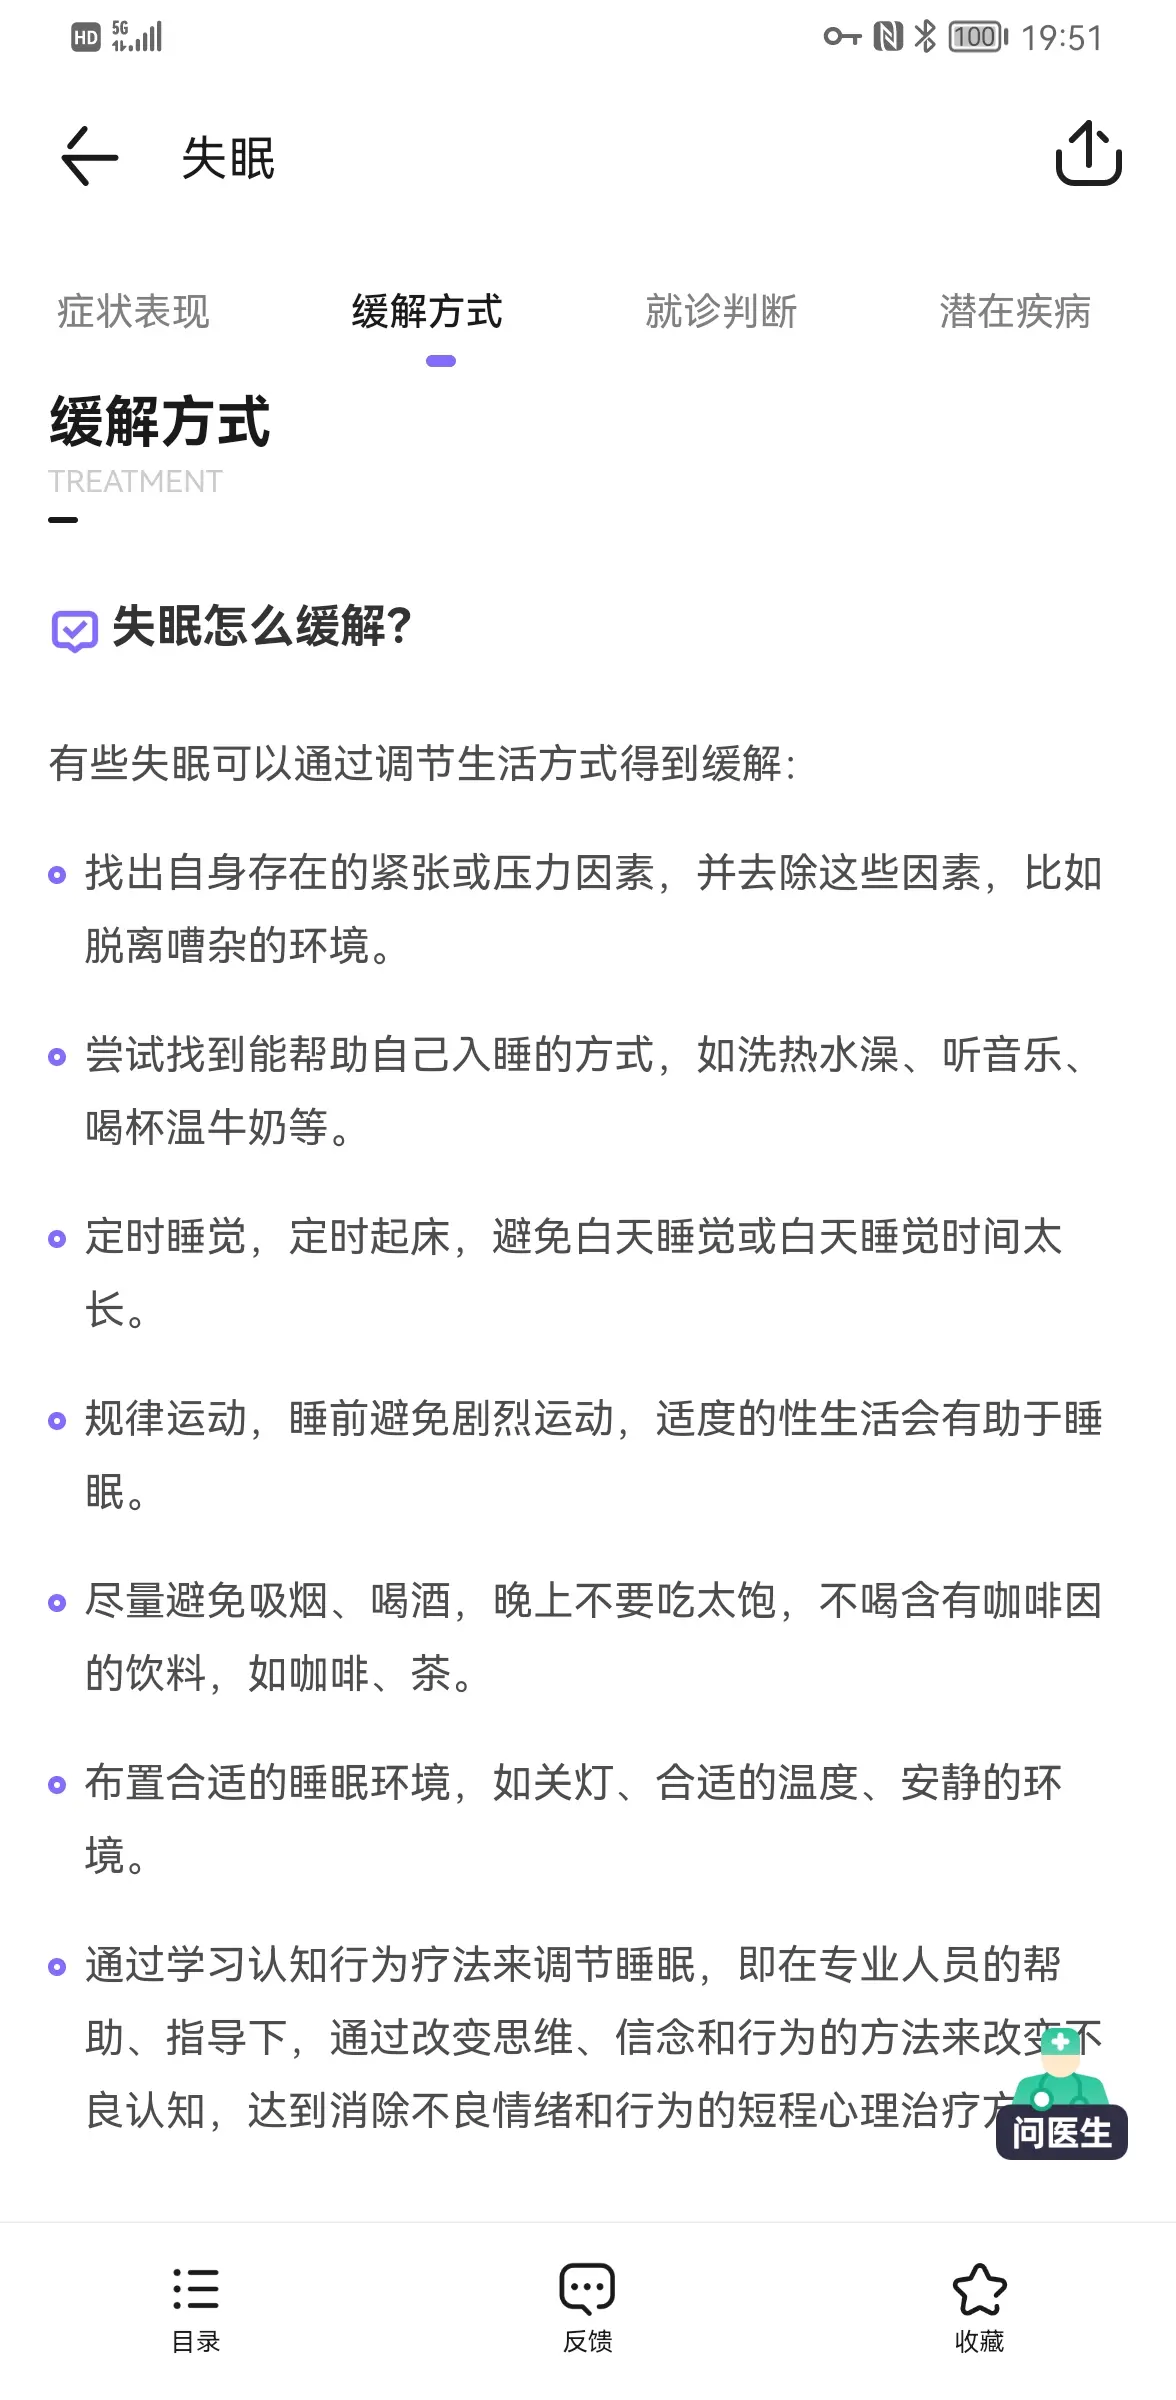 HD 5G 100 19:51
失眠
症状表现 缓解方式 就诊判断 潜在疾病
缓解方式
TREATMENT
失眠怎么缓解？
有些失眠可以通过调节生活方式得到缓解：
找出自身存在的紧张或压力因素，并去除这些因素，比如
脱离嘈杂的环境。
尝试找到能帮助自己入睡的方式，如洗热水澡、听音乐、
喝杯温牛奶等。
定时睡觉，定时起床，避免白天睡觉或白天睡觉时间太
长。
规律运动，睡前避免剧烈运动，适度的性生活会有助于睡
眠。
尽量避免吸烟、喝酒，晚上不要吃太饱，不喝含有咖啡因
的饮料，如咖啡、茶。
布置合适的睡眠环境，如关灯、合适的温度、安静的环
境。
通过学习认知行为疗法来调节睡眠，即在专业人员的帮
助、指导下，通过改变思维、信念和行为的方法来改变不
良认知，达到消除不良情绪和行为的短程心理治疗方
问医生
目录 反馈 收藏